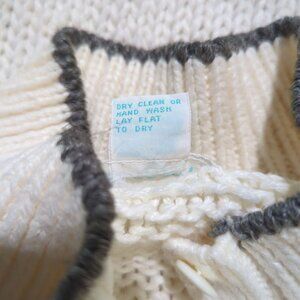 DRY CLEAN OR
HAND WASH
LAY FLAT
TO DRY